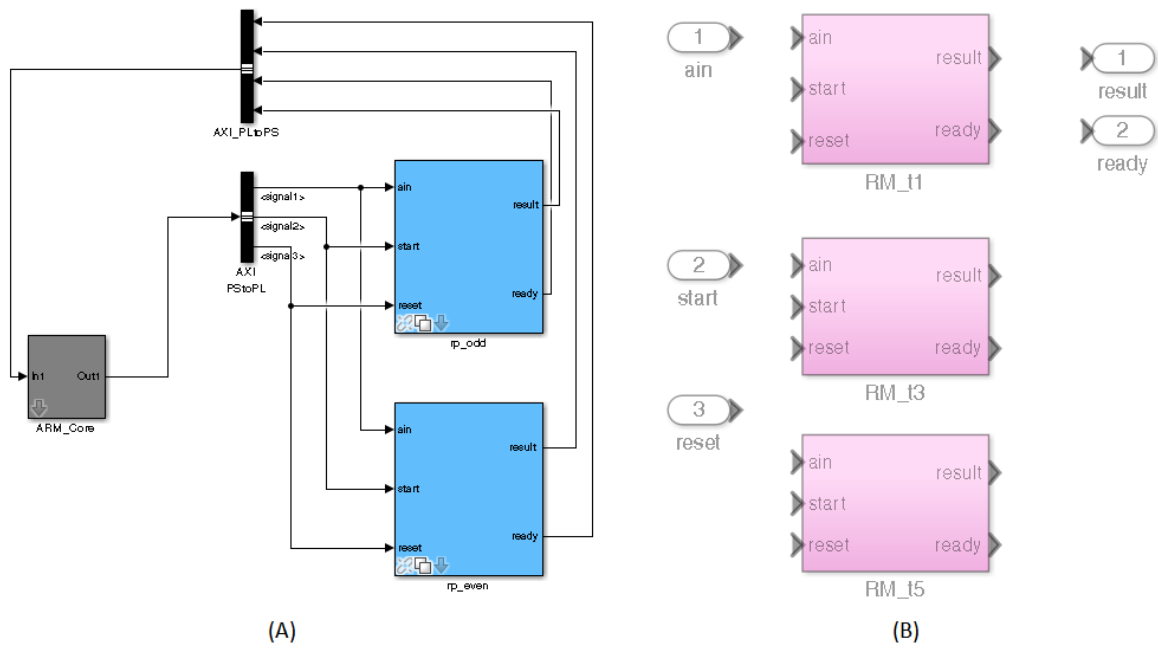 AXI_PLtoPS
<signal1>
<signal2>
<signal3>
AXI
PStoPL
ain
start
reset
result
ready
rp_odd
In1
Out1
ARM_Core
ain
start
reset
result
ready
rp_even
(A)
1
ain
2
start
3
reset
ain
start
reset
result
ready
RM_t1
ain
start
reset
result
ready
RM_t3
ain
start
reset
result
ready
RM_t5
1
result
2
ready
(B)